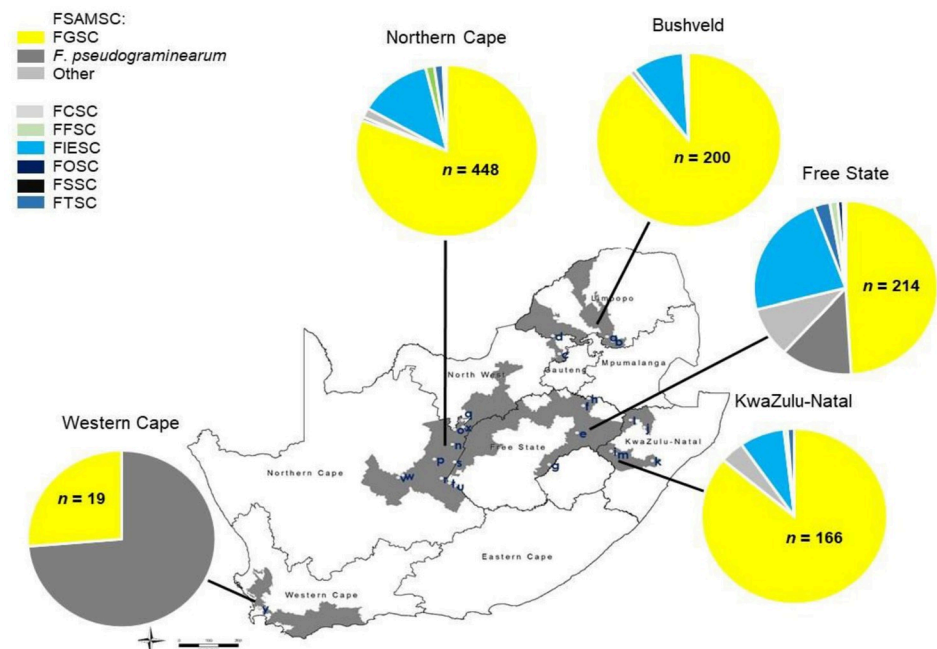 FSAMSC:
FGSC
F. pseudograminearum
Other
FCSC
FFSC
FIESC
FOSC
FSSC
FTSC
Northern Cape
n = 448
Bushveld
n = 200
Free State
n = 214
KwaZulu-Natal
n = 166
Western Cape
n = 19
Limpopo
d
a
b
c
Gauteng
Mpumalanga
North West
h
q
o
x
n
p
s
e
i
j
KwaZulu-Natal
Free State
m
k
g
Northern Cape
v w
r
t
u
Eastern Cape
Western Cape
y